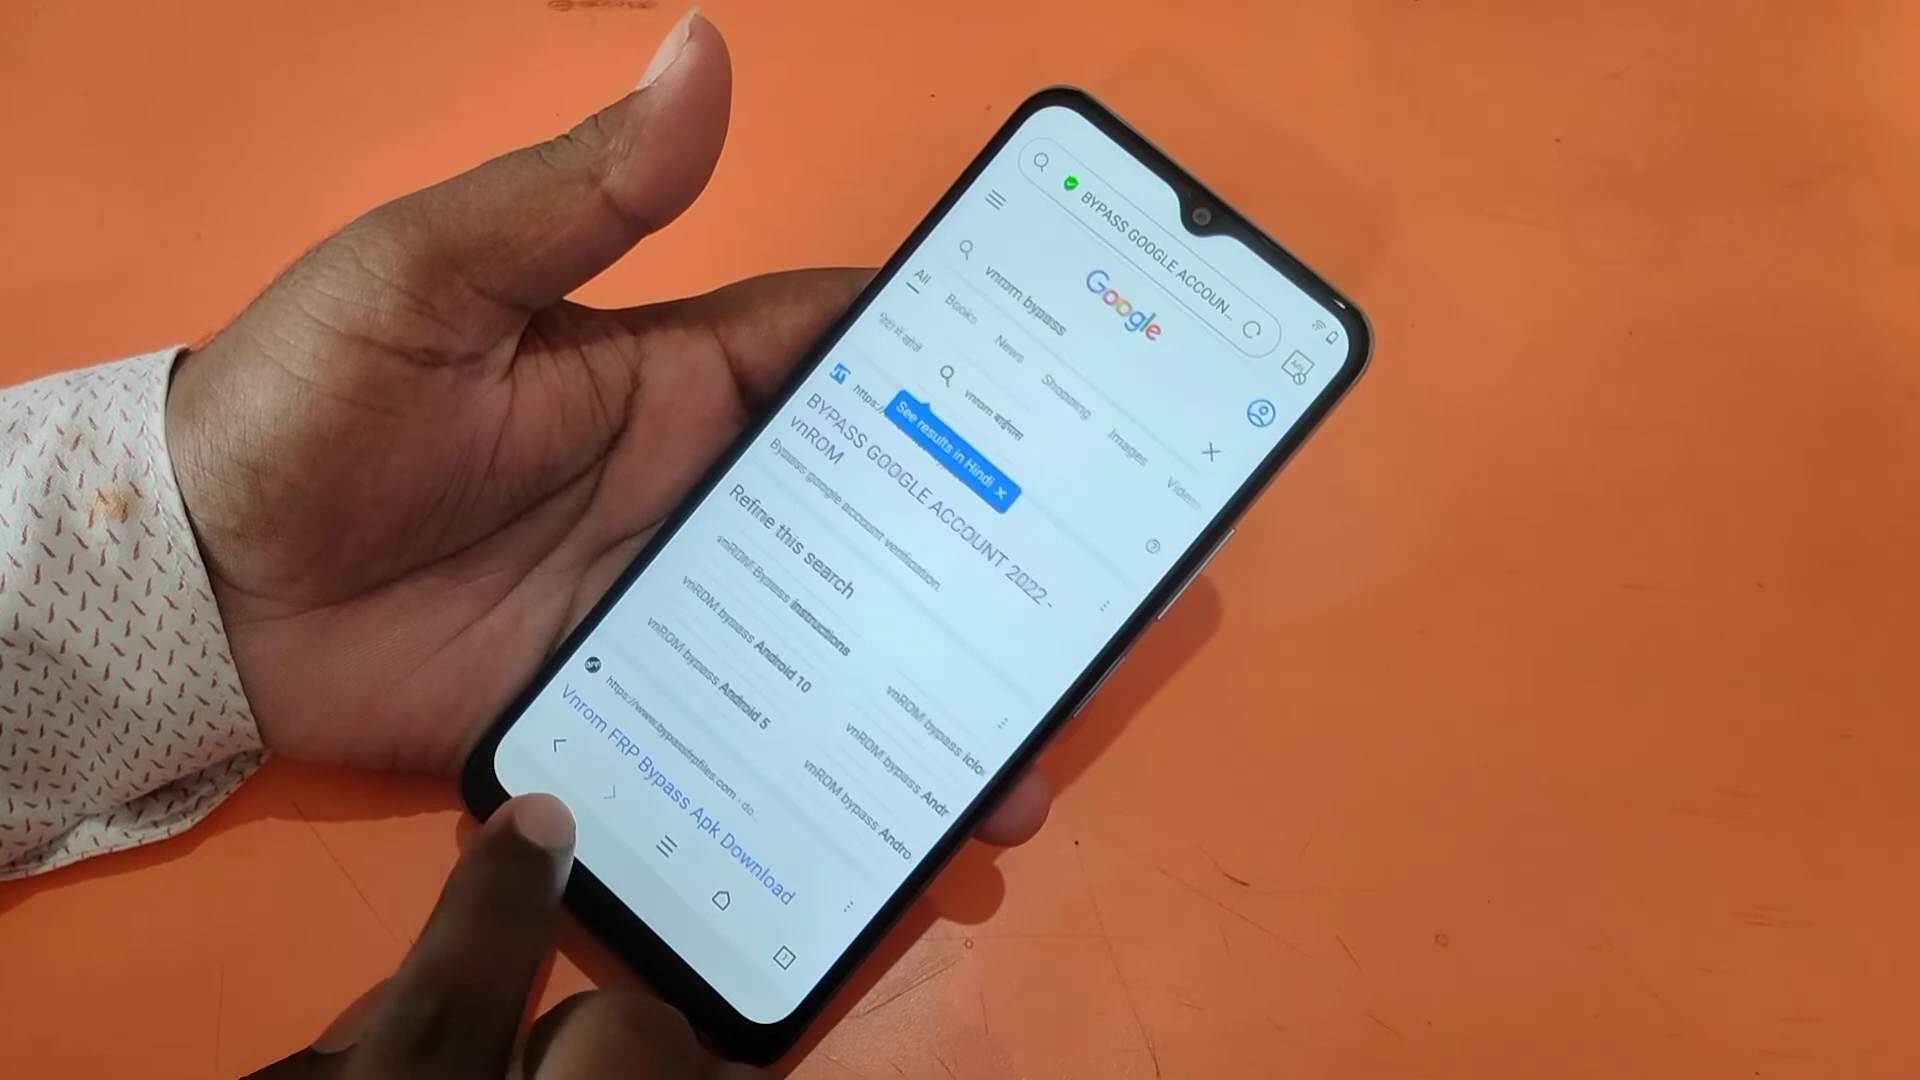 BYPASS GOOGLE ACCOUN...
Google
vnrom bypass
All
Books
News
Shopping
Images
Videos
vnrom बाईपास
See results in Hindi
https:/
BYPASS GOOGLE ACCOUNT 2022 -
vnROM
Bypass google account verification.
Refine this search
vnROM Bypass instructions
vnROM bypass iclo
vnROM bypass Android 10
vnROM bypass Andr
vnROM bypass Android 5
vnROM bypass Andro
https://www.bypassfrpfiles.com › do...
Vnrom FRP Bypass Apk Download
1